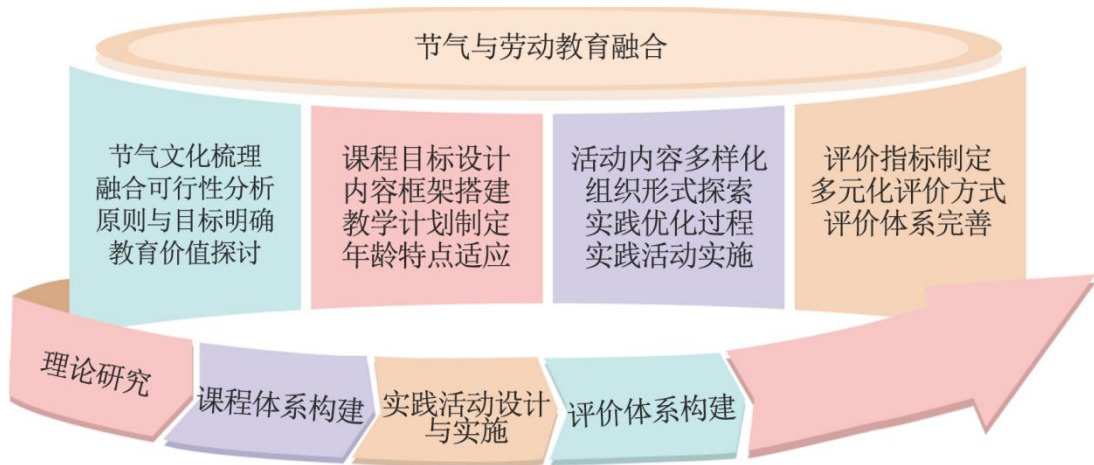 节气与劳动教育融合
节气文化梳理
融合可行性分析
原则与目标明确
教育价值探讨
课程目标设计
内容框架搭建
教学计划制定
年龄特点适应
活动内容多样化
组织形式探索
实践优化过程
实践活动实施
评价指标制定
多元化评价方式
评价体系完善
理论研究
课程体系构建
实践活动设计
与实施
评价体系构建